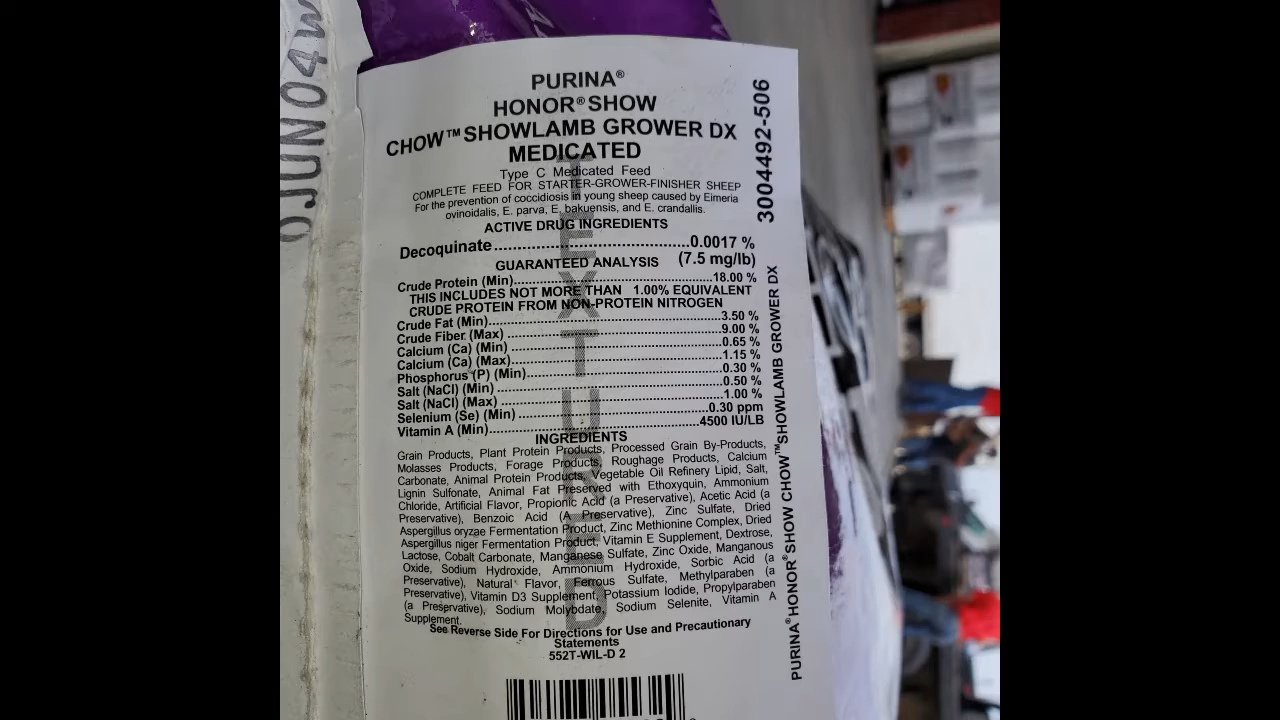 PURINA®
HONOR® SHOW
CHOW™ SHOWLAMB GROWER DX
MEDICATED
Type C Medicated Feed
COMPLETE FEED FOR STARTER-GROWER-FINISHER SHEEP
For the prevention of coccidiosis in young sheep caused by Eimeria
ovinoidalis, E. parva, E. bakuensis, and E. crandallis.
ACTIVE DRUG INGREDIENTS
Decoquinate.......................................0.0017 %
(7.5 mg/lb)
GUARANTEED ANALYSIS
Crude Protein (Min)..................................................18.00 %
THIS INCLUDES NOT MORE THAN 1.00% EQUIVALENT
CRUDE PROTEIN FROM NON-PROTEIN NITROGEN
Crude Fat (Min)..........................................................3.50 %
Crude Fiber (Max) ......................................................9.00 %
Calcium (Ca) (Min) .....................................................0.65 %
Calcium (Ca) (Max).....................................................1.15 %
Phosphorus (P) (Min)..................................................0.30 %
Salt (NaCl) (Min) ........................................................0.50 %
Salt (NaCl) (Max) ........................................................1.00 %
Selenium (Se) (Min) ................................................0.30 ppm
Vitamin A (Min).....................................................4500 IU/LB
INGREDIENTS
Grain Products, Plant Protein Products, Processed Grain By-Products,
Molasses Products, Forage Products, Roughage Products, Calcium
Carbonate, Animal Protein Products, Vegetable Oil Refinery Lipid, Salt,
Lignin Sulfonate, Animal Fat Preserved with Ethoxyquin, Ammonium
Chloride, Artificial Flavor, Propionic Acid (a Preservative), Acetic Acid (a
Preservative), Benzoic Acid (A Preservative), Zinc Sulfate, Dried
Aspergillus oryzae Fermentation Product, Zinc Methionine Complex, Dried
Aspergillus niger Fermentation Product, Vitamin E Supplement, Dextrose,
Lactose, Cobalt Carbonate, Manganese Sulfate, Zinc Oxide, Manganous
Oxide, Sodium Hydroxide, Ammonium Hydroxide, Sorbic Acid (a
Preservative), Natural Flavor, Ferrous Sulfate, Methylparaben (a
Preservative), Vitamin D3 Supplement, Potassium Iodide, Propylparaben
(a Preservative), Sodium Molybdate, Sodium Selenite, Vitamin A
Supplement.
See Reverse Side For Directions for Use and Precautionary
Statements
552T-WIL-D 2
TEXTURED
3004492-506
PURINA® HONOR® SHOW CHOW™ SHOWLAMB GROWER DX
JUN04W